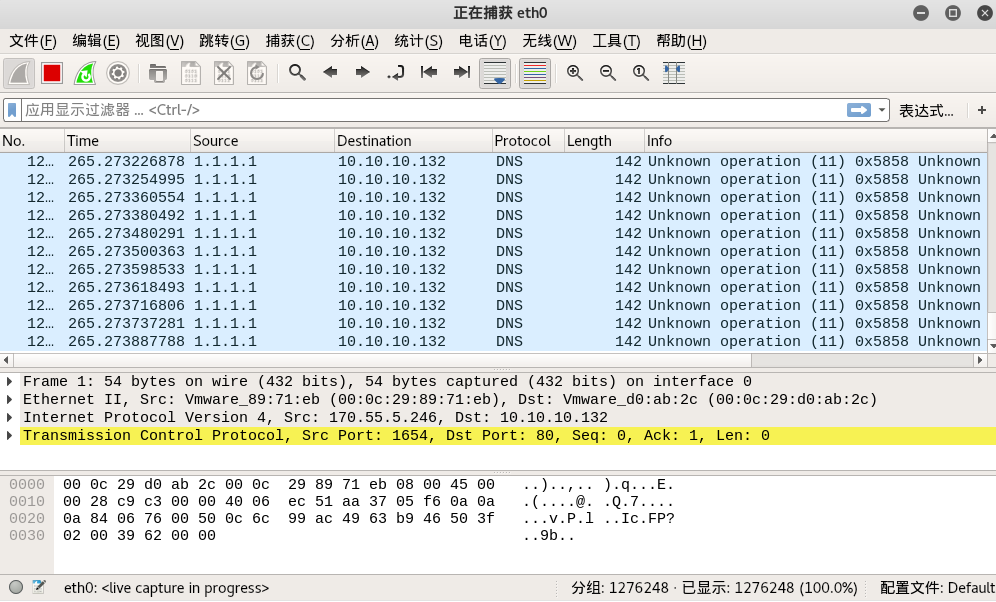 正在捕获 eth0
文件(F) 编辑(E) 视图(V) 跳转(G) 捕获(C) 分析(A) 统计(S) 电话(Y) 无线(W) 工具(T) 帮助(H)
应用显示过滤器 … <Ctrl-/> 表达式… +
No. Time Source Destination Protocol Length Info
12… 265.273226878 1.1.1.1 10.10.10.132 DNS 142 Unknown operation (11) 0x5858 Unknown
12… 265.273254995 1.1.1.1 10.10.10.132 DNS 142 Unknown operation (11) 0x5858 Unknown
12… 265.273360554 1.1.1.1 10.10.10.132 DNS 142 Unknown operation (11) 0x5858 Unknown
12… 265.273380492 1.1.1.1 10.10.10.132 DNS 142 Unknown operation (11) 0x5858 Unknown
12… 265.273480291 1.1.1.1 10.10.10.132 DNS 142 Unknown operation (11) 0x5858 Unknown
12… 265.273500363 1.1.1.1 10.10.10.132 DNS 142 Unknown operation (11) 0x5858 Unknown
12… 265.273598533 1.1.1.1 10.10.10.132 DNS 142 Unknown operation (11) 0x5858 Unknown
12… 265.273618493 1.1.1.1 10.10.10.132 DNS 142 Unknown operation (11) 0x5858 Unknown
12… 265.273716806 1.1.1.1 10.10.10.132 DNS 142 Unknown operation (11) 0x5858 Unknown
12… 265.273737281 1.1.1.1 10.10.10.132 DNS 142 Unknown operation (11) 0x5858 Unknown
12… 265.273887788 1.1.1.1 10.10.10.132 DNS 142 Unknown operation (11) 0x5858 Unknown
Frame 1: 54 bytes on wire (432 bits), 54 bytes captured (432 bits) on interface 0
Ethernet II, Src: Vmware_89:71:eb (00:0c:29:89:71:eb), Dst: Vmware_d0:ab:2c (00:0c:29:d0:ab:2c)
Internet Protocol Version 4, Src: 170.55.5.246, Dst: 10.10.10.132
Transmission Control Protocol, Src Port: 1654, Dst Port: 80, Seq: 0, Ack: 1, Len: 0
0000 00 0c 29 d0 ab 2c 00 0c 29 89 71 eb 08 00 45 00 ..)..,.. ).q...E.
0010 00 28 c9 c3 00 00 40 06 ec 51 aa 37 05 f6 0a 0a .(....@. .Q.7....
0020 0a 84 06 76 00 50 0c 6c 99 ac 49 63 b9 46 50 3f ...v.P.l ..Ic.FP?
0030 02 00 39 62 00 00 ..9b..
eth0: <live capture in progress> 分组: 1276248 · 已显示: 1276248 (100.0%) 配置文件: Default